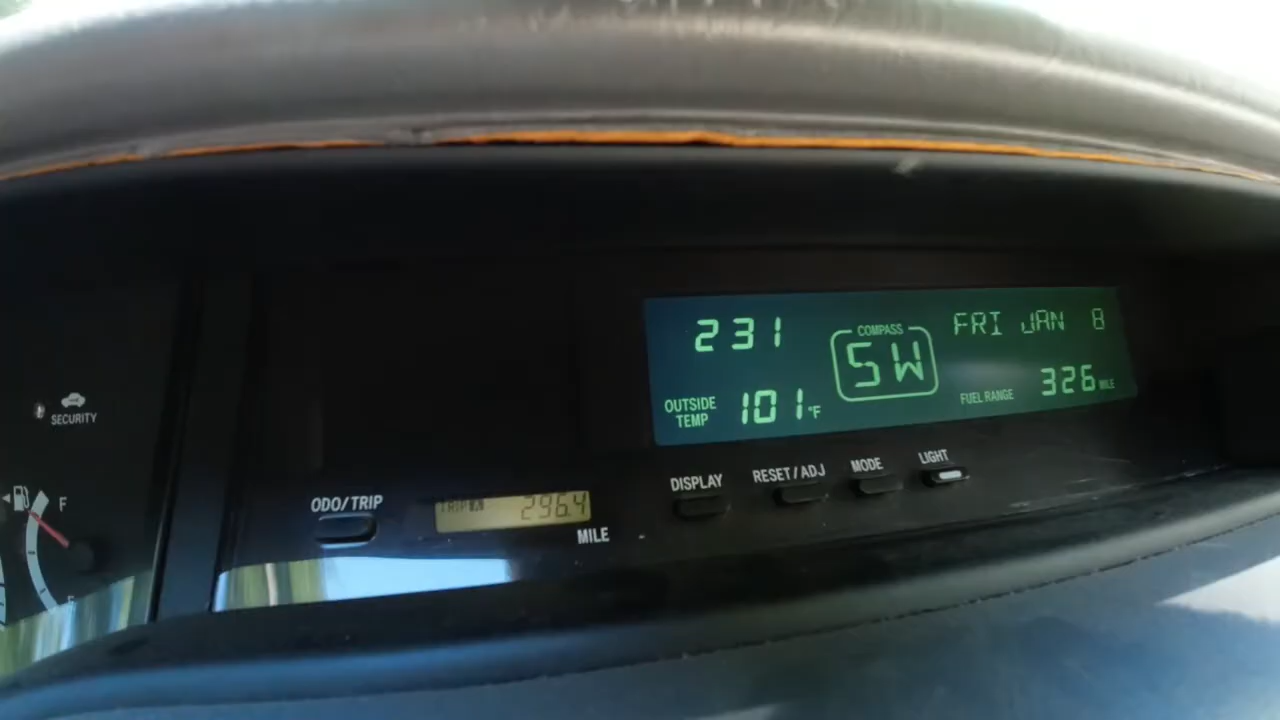 231
COMPASS
SW
FRI JAN 8
OUTSIDE TEMP 101°F
FUEL RANGE 326 MILE
DISPLAY
RESET/ADJ
MODE
LIGHT
SECURITY
F
ODO/TRIP
TRIP 296.4
MILE